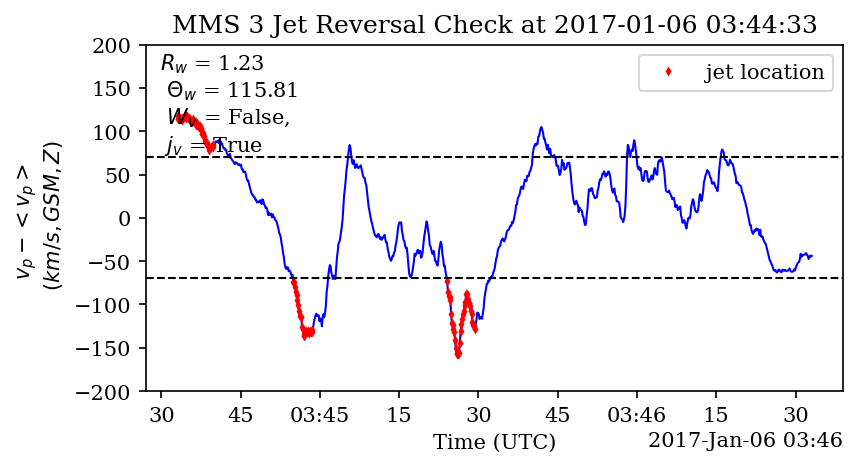 MMS 3 Jet Reversal Check at 2017-01-06 03:44:33
R_w = 1.23
Θ_w = 115.81
W_v = False,
j_v = True
jet location
200
150
100
50
0
−50
−100
−150
−200
v_p − < v_p >
(km/s, GSM, Z)
30 45 03:45 15 30 45 03:46 15 30
Time (UTC)
2017-Jan-06 03:46